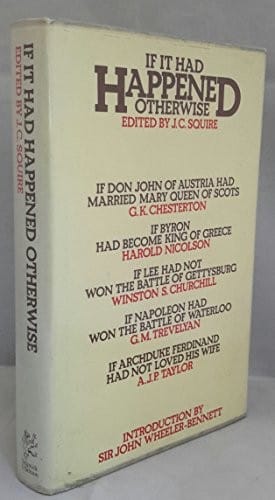 IF IT HAD HAPPENED OTHERWISE
EDITED BY J.C. SQUIRE
IF IT HAD
HAPPENED
OTHERWISE
EDITED BY J.C. SQUIRE
IF DON JOHN OF AUSTRIA HAD
MARRIED MARY QUEEN OF SCOTS
G.K. CHESTERTON
IF BYRON
HAD BECOME KING OF GREECE
HAROLD NICOLSON
IF LEE HAD NOT
WON THE BATTLE OF GETTYSBURG
WINSTON S. CHURCHILL
IF NAPOLEON HAD
WON THE BATTLE OF WATERLOO
G.M. TREVELYAN
IF ARCHDUKE FERDINAND
HAD NOT LOVED HIS WIFE
A.J.P. TAYLOR
INTRODUCTION BY
SIR JOHN WHEELER-BENNETT